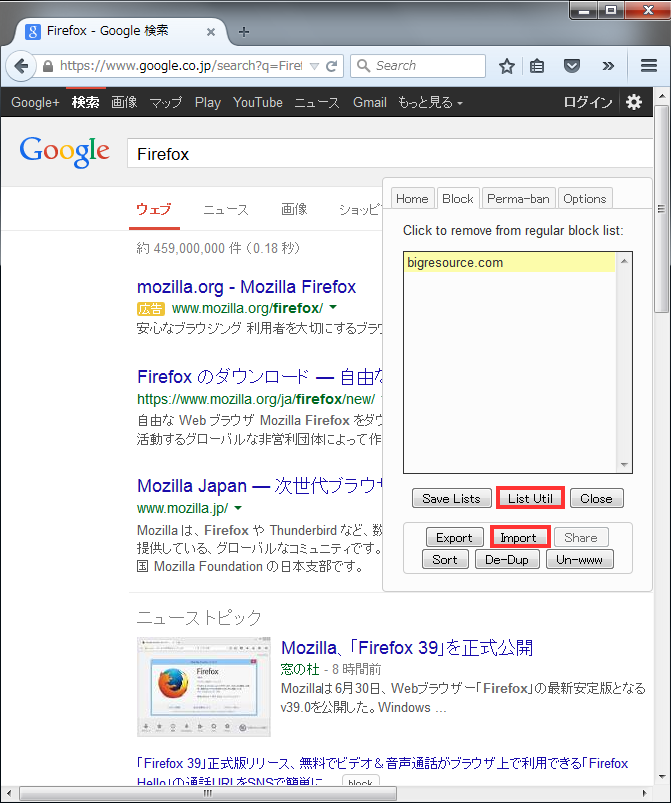 Firefox - Google 検索
https://www.google.co.jp/search?q=Firef
Search
Google+ 検索 画像 マップ Play YouTube ニュース Gmail もっと見る ログイン
Google
Firefox
ウェブ ニュース 画像 ショッピ
約 459,000,000 件 （0.18 秒）
mozilla.org - Mozilla Firefox
広告 www.mozilla.org/firefox/
安心なブラウジング 利用者を大切にするブラウ
Firefox のダウンロード — 自由な
https://www.mozilla.org/ja/firefox/new/
自由な Web ブラウザ Mozilla Firefox をダウ
活動するグローバルな非営利団体によって作
Mozilla Japan — 次世代ブラウザ
www.mozilla.jp/
Mozilla は、Firefox や Thunderbird など、数
提供している、グローバルなコミュニティです。
国 Mozilla Foundation の日本支部です。
Home Block Perma-ban Options
Click to remove from regular block list:
bigresource.com
Save Lists List Util Close
Export Import Share
Sort De-Dup Un-www
ニューストピック
Mozilla、「Firefox 39」を正式公開
窓の杜 - 8 時間前
Mozillaは6月30日、Webブラウザー「Firefox」の最新安定版となる
v39.0を公開した。Windows ...
Firefox
「Firefox 39」正式版リリース、無料でビデオ＆音声通話がブラウザ上で利用できる「Firefox
Hello」の通話URLをSNSで簡単に ... block